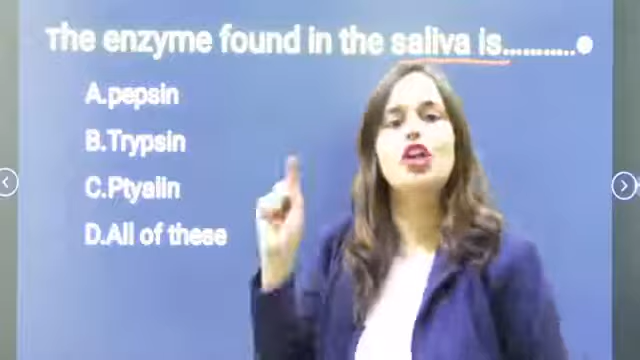 The enzyme found in the saliva is...........
A.pepsin
B.Trypsin
C.Ptyalin
D.All of these